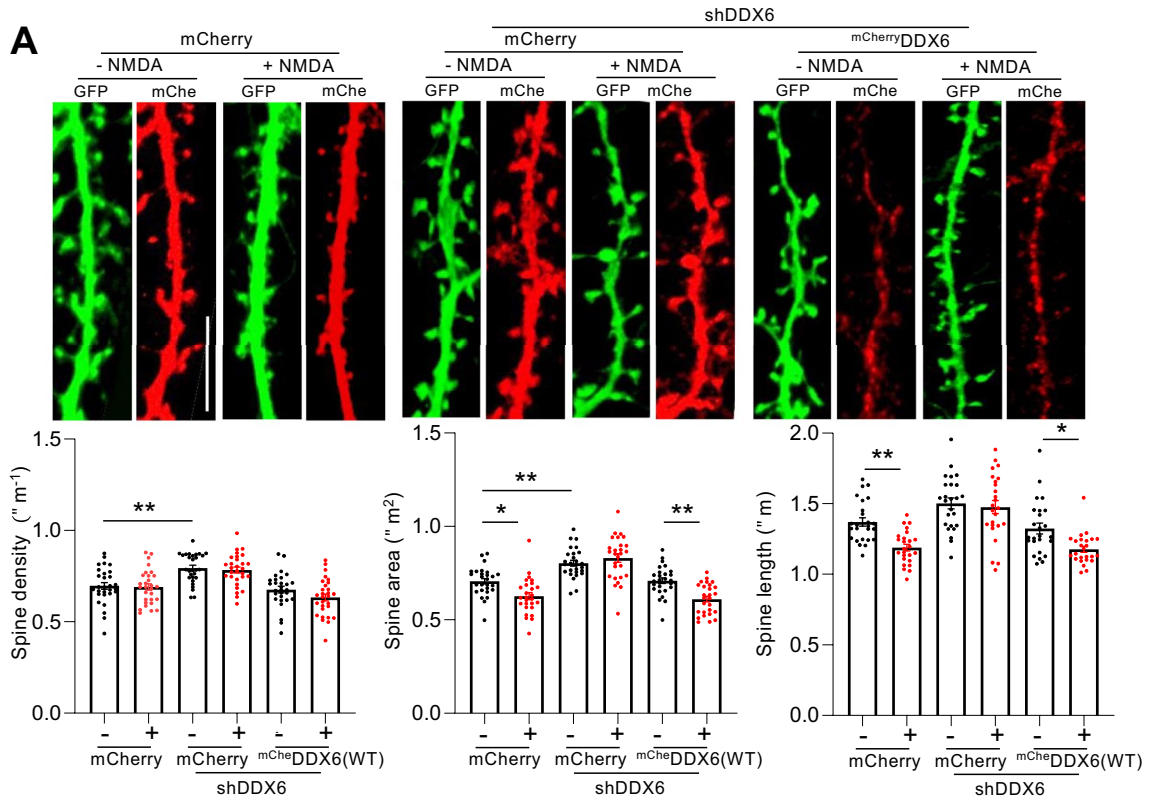 A
shDDX6
mCherry
mCherry
mCherryDDX6
- NMDA
+ NMDA
- NMDA
+ NMDA
- NMDA
+ NMDA
GFP mChe GFP mChe
GFP mChe GFP mChe
GFP mChe GFP mChe
Spine density (" m-1)
1.5
1.0
0.5
0.0
**
- + - + - +
mCherry mCherry mCheDDX6(WT)
shDDX6
Spine area (" m2)
1.5
1.0
0.5
0.0
**
* **
- + - + - +
mCherry mCherry mCheDDX6(WT)
shDDX6
Spine length (" m)
2.0
1.5
1.0
0.5
0.0
** *
- + - + - +
mCherry mCherry mCheDDX6(WT)
shDDX6